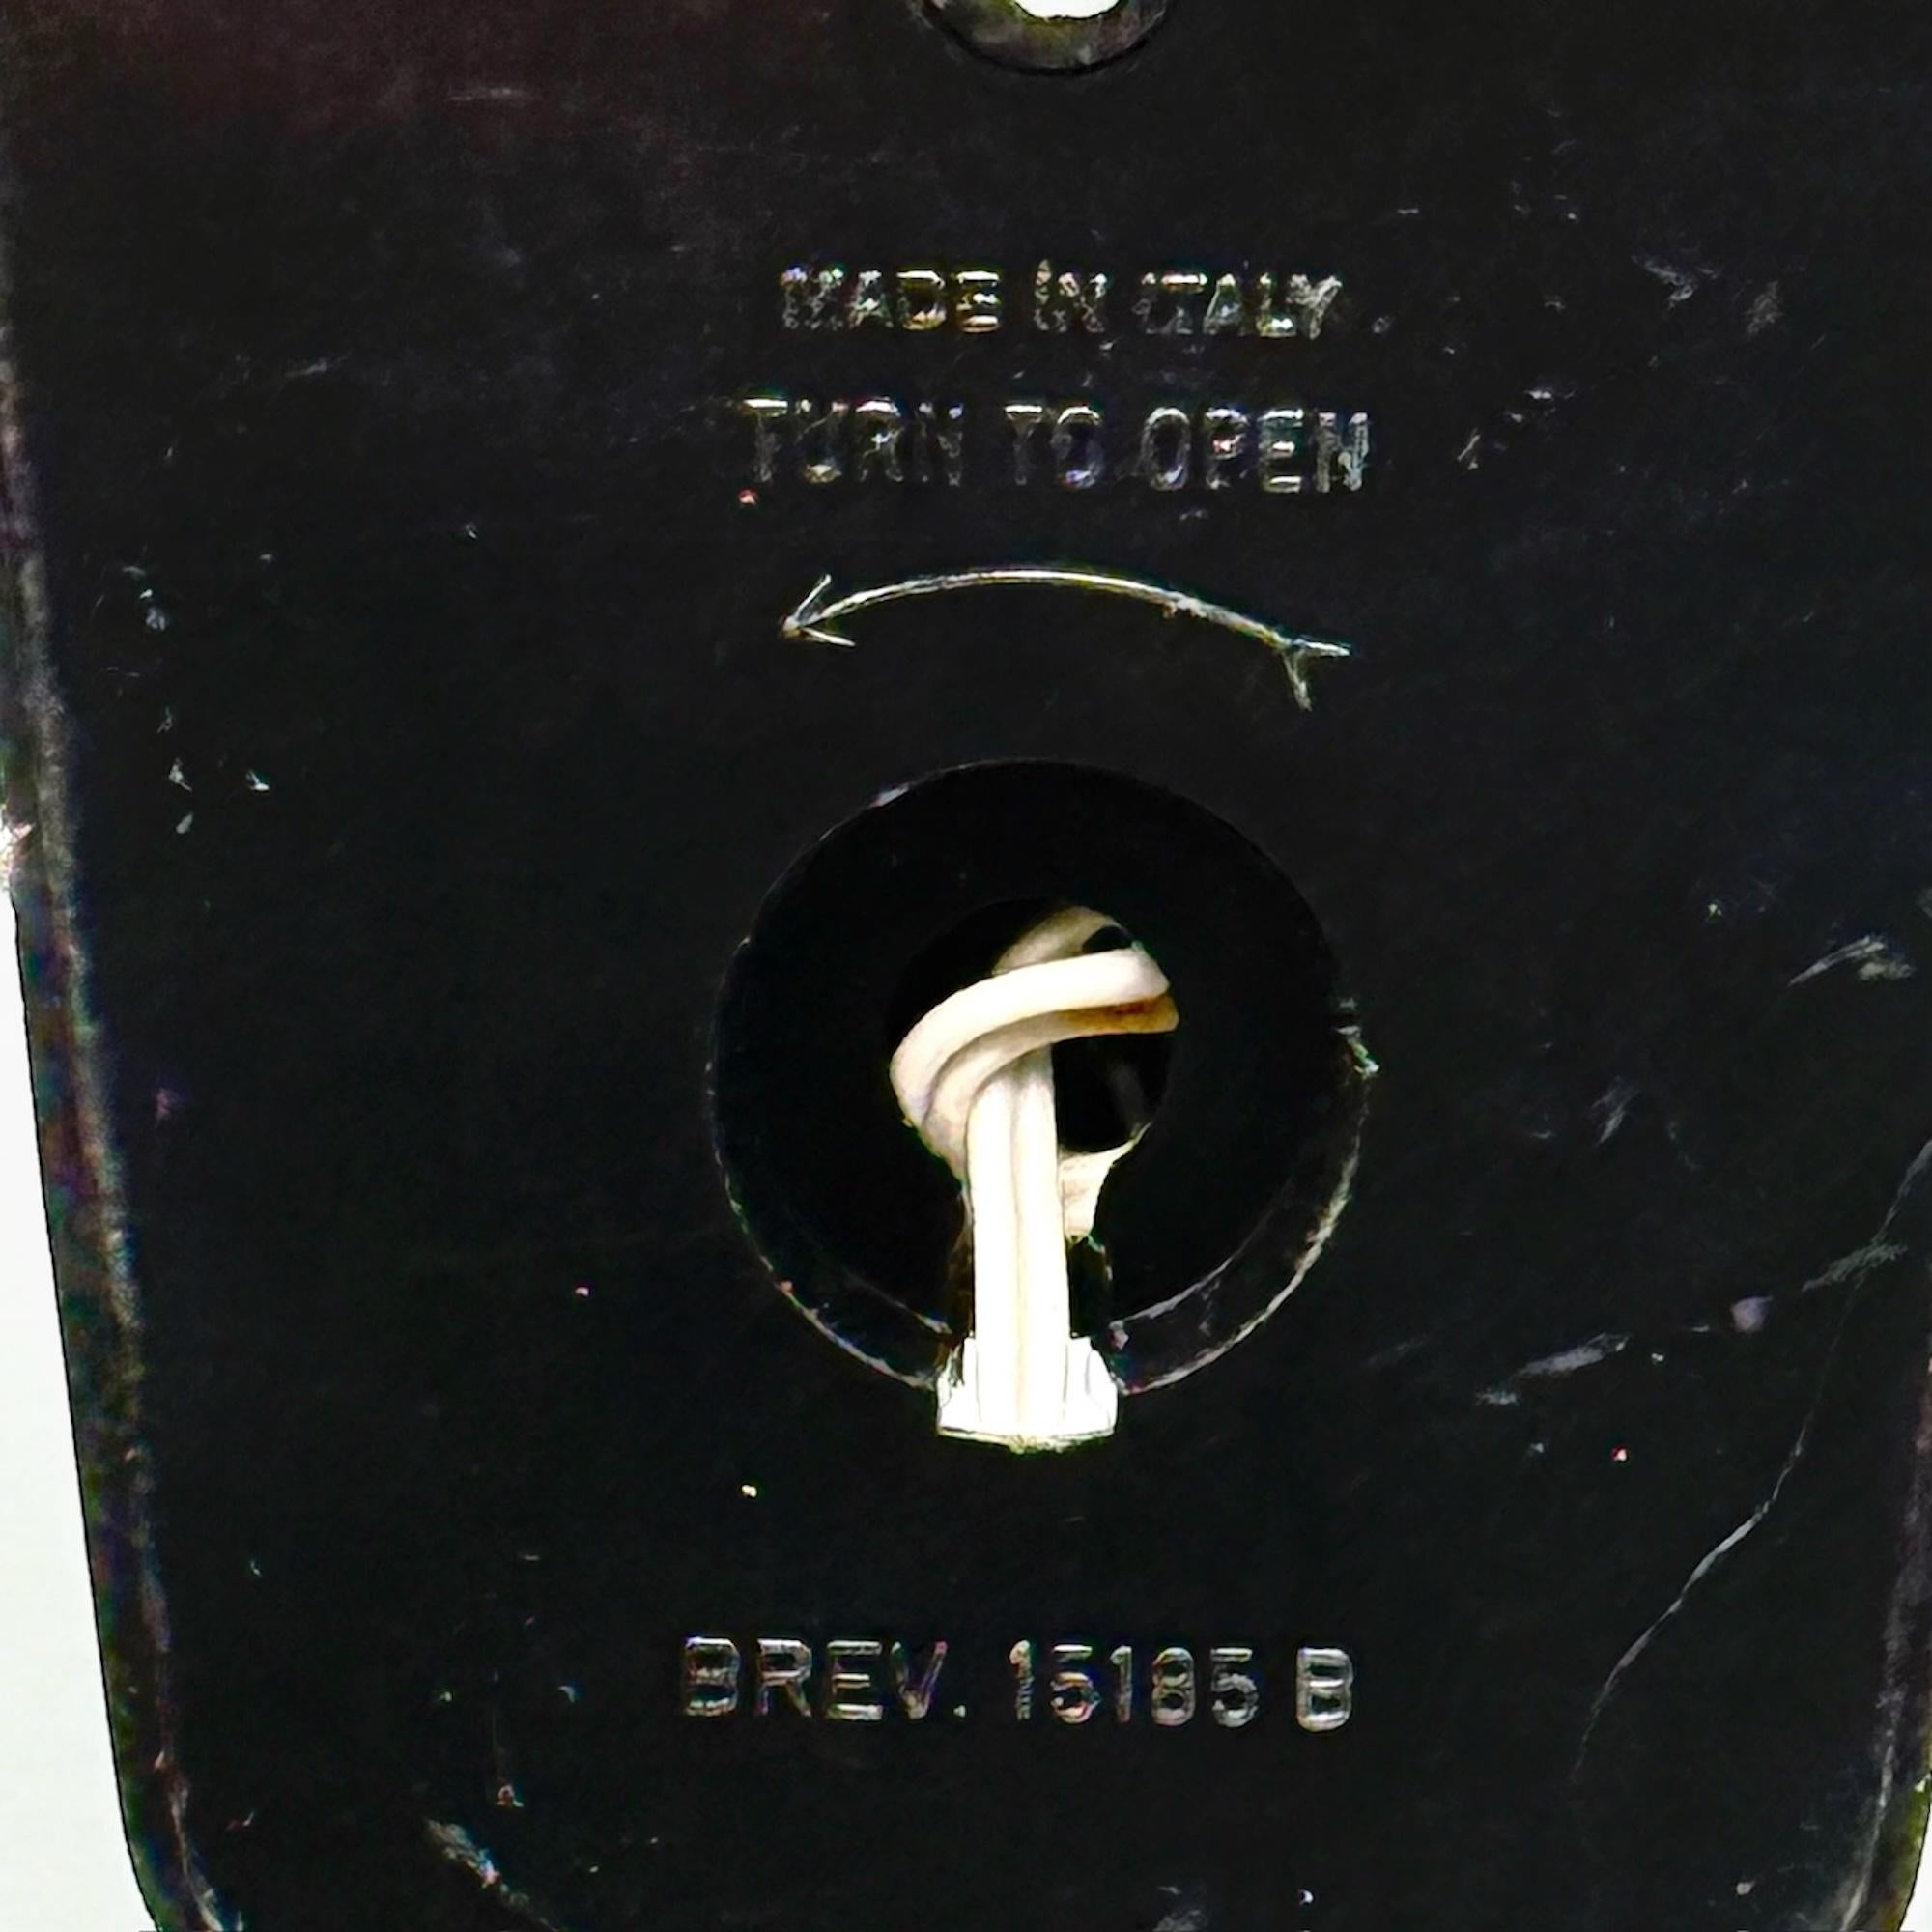 MADE IN ITALY
TURN TO OPEN
BREV. 15185 B